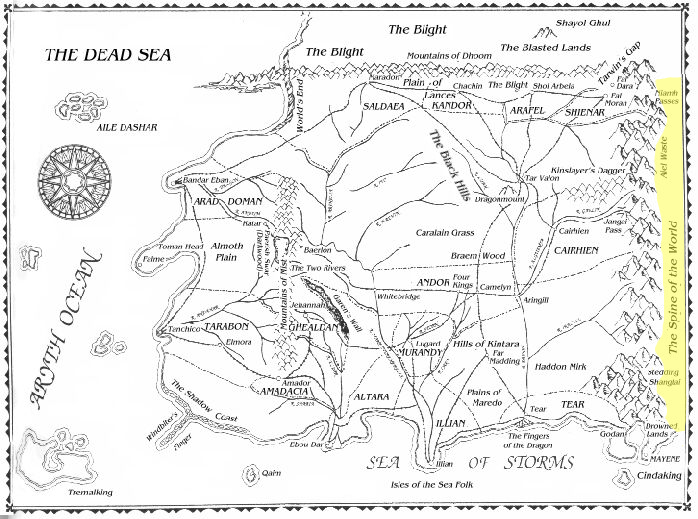 The Blight
Shayol Ghul
THE DEAD SEA
The Blight
The Blasted Lands
Mountains of Dhoom
Tarwin's Gap
Maradon
Plain of
Lances
Chachin
The Blight
Shol Arbela
Fal
Dara
Niamh
Passes
World's End
SALDAEA
KANDOR
ARAFEL
Fal
Moran
SHIENAR
AILE DASHAR
The Black Hills
Aiel Waste
Kinslayer's Dagger
Bandar Eban
Tar Valon
Dragonmount
ARAD DOMAN
Katar
Jangai
Pass
Cairhien
Caralain Grass
CAIRHIEN
The Spine of the World
Toman Head
Falme
Almoth
Plain
Baerlon
Braem Wood
The Two Rivers
Mountains of Mist
ANDOR
Four
Kings
Camelyn
Whitebridge
Aringill
ARYTH OCEAN
Jehannah
Garen's Wall
Tanchico
TARABON
GHEALDAN
Elmora
Lugard
MURANDY
Hills of Kintara
Far
Madding
Haddon Mirk
Stedding
Shangtai
Amador
AMADACIA
The Shadow Coast
ALTARA
Plains of
Maredo
Tear
TEAR
Windbiter's
Finger
ILLIAN
Ebou Dar
The Fingers
of the Dragon
Godan
Drowned
Lands
MAYENE
Illian
SEA OF STORMS
Tremalking
Qaim
Cindaking
Isles of the Sea Folk